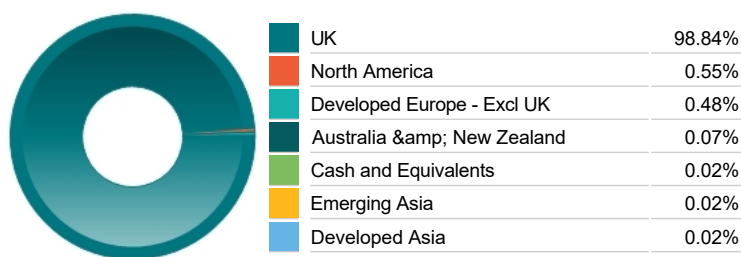 UK 98.84%
North America 0.55%
Developed Europe - Excl UK 0.48%
Australia &amp; New Zealand 0.07%
Cash and Equivalents 0.02%
Emerging Asia 0.02%
Developed Asia 0.02%